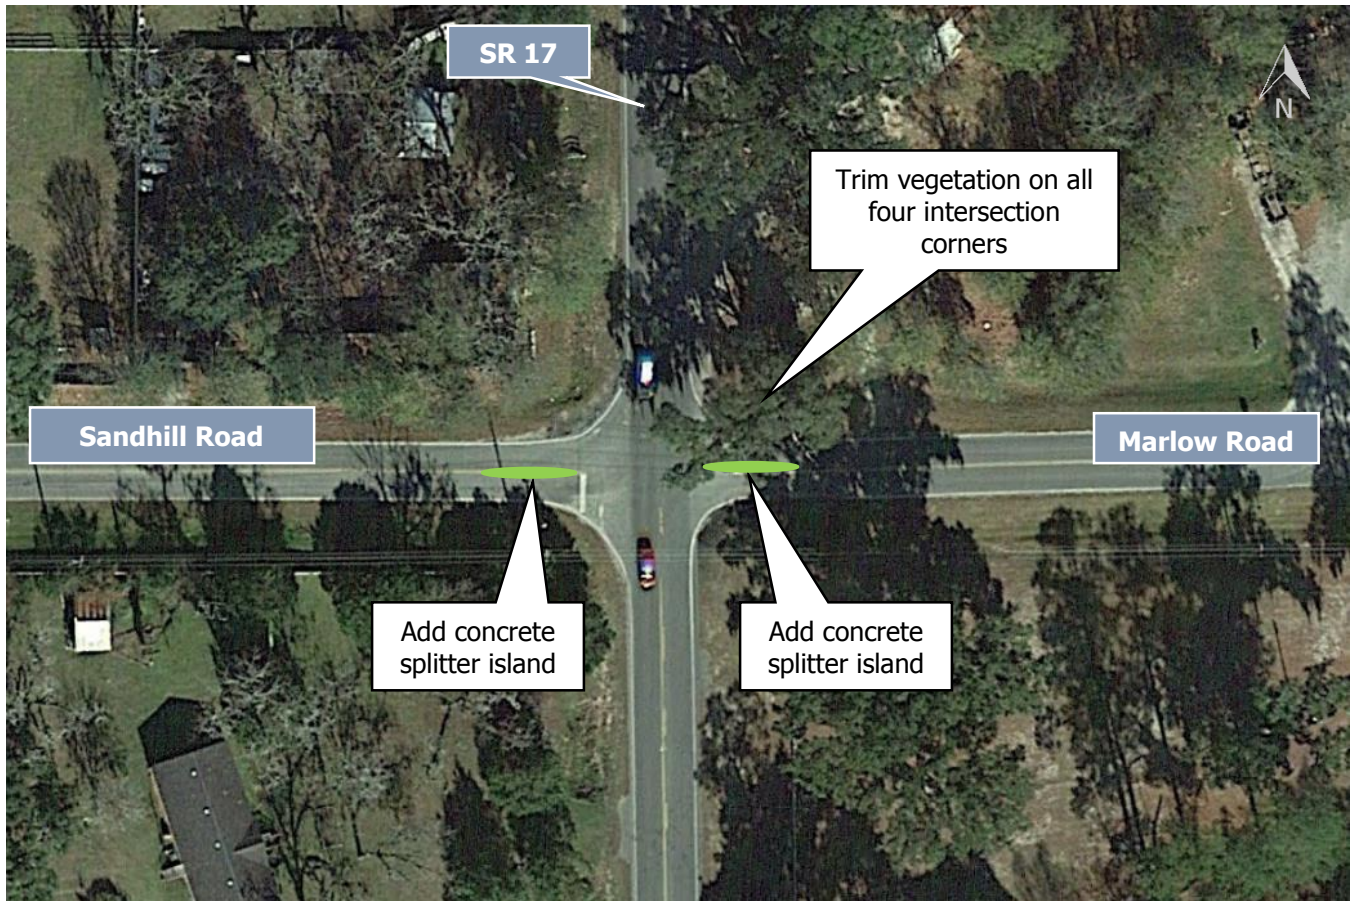 SR 17
N
Trim vegetation on all
four intersection
corners
Sandhill Road
Marlow Road
Add concrete
splitter island
Add concrete
splitter island